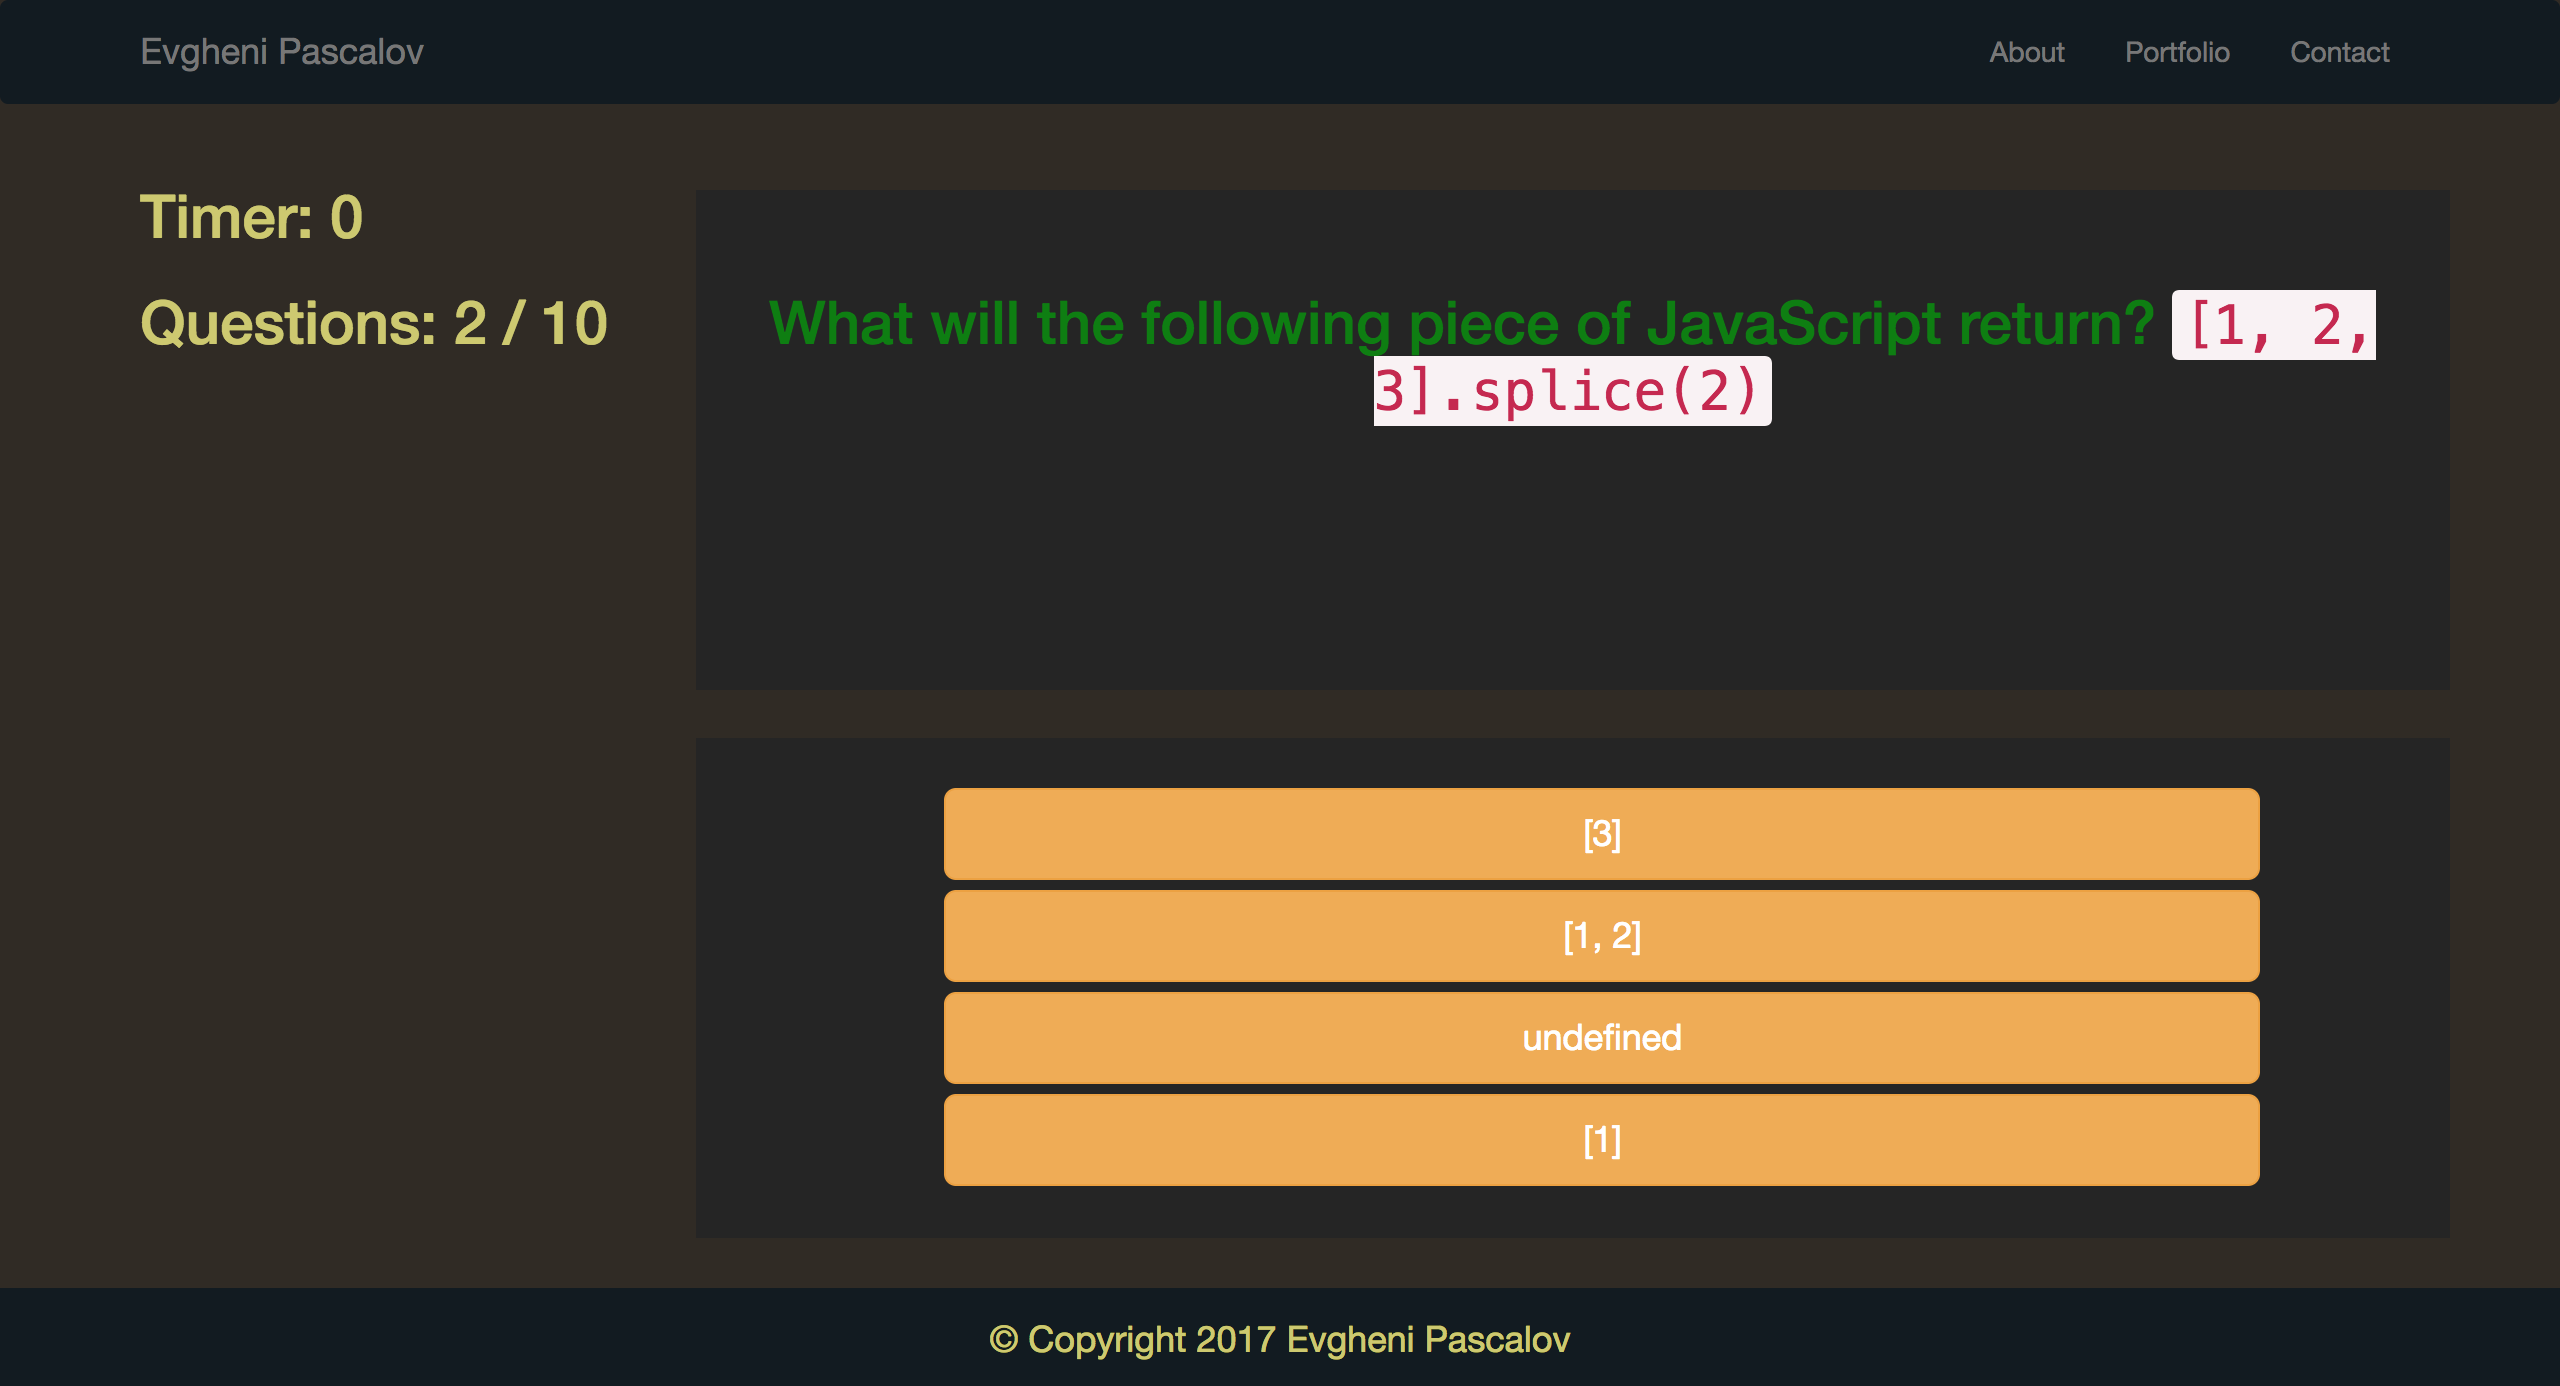 Evgheni Pascalov
About
Portfolio
Contact
Timer: 0
Questions: 2 / 10
What will the following piece of JavaScript return? [1, 2,
3].splice(2)
[3]
[1, 2]
undefined
[1]
© Copyright 2017 Evgheni Pascalov